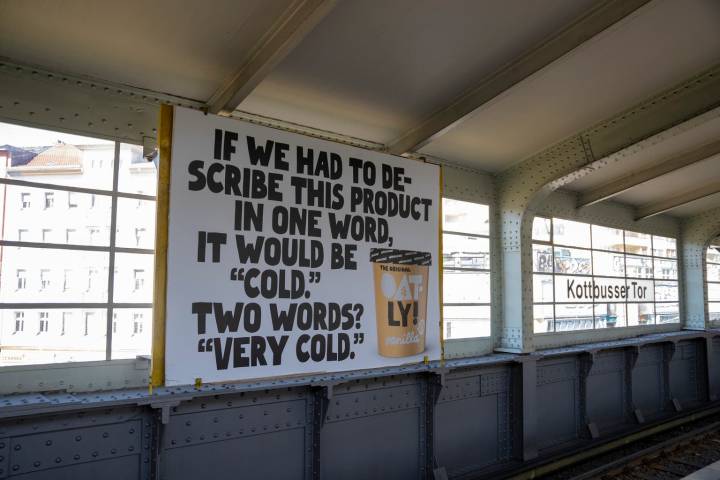 IF WE HAD TO DE-
SCRIBE THIS PRODUCT
IN ONE WORD,
IT WOULD BE
“COLD.”
TWO WORDS?
“VERY COLD.”
THE ORIGINAL
OAT-
LY!
vanilla
Kottbusser Tor